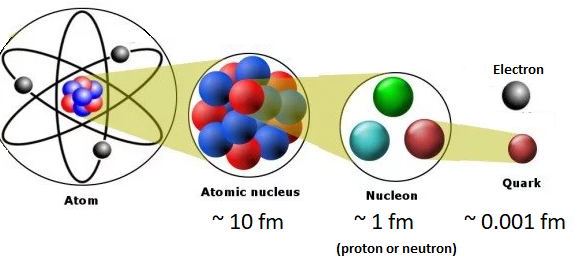 Electron
Atom
Atomic nucleus
~ 10 fm
Nucleon
~ 1 fm
(proton or neutron)
Quark
~ 0.001 fm